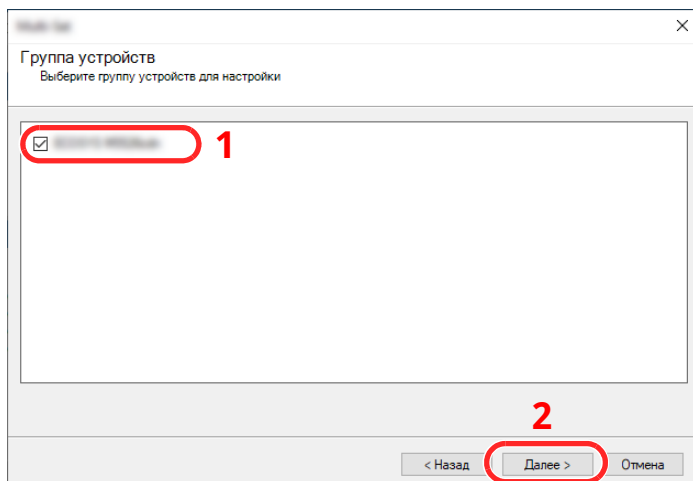 Группа устройств
Выберите группу устройств для настройки
1
2
< Назад
Далее >
Отмена